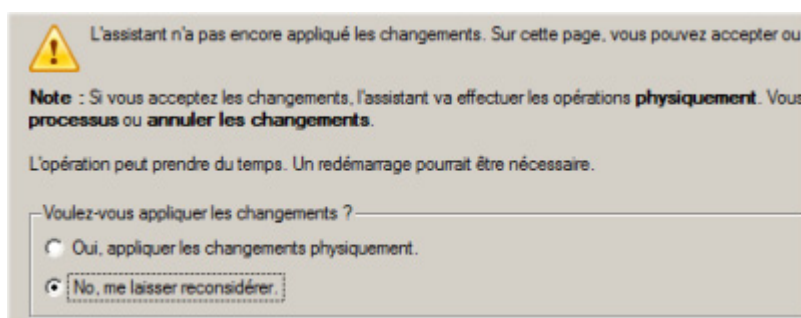 L'assistant n'a pas encore appliqué les changements. Sur cette page, vous pouvez accepter ou
Note : Si vous acceptez les changements, l'assistant va effectuer les opérations physiquement. Vous
processus ou annuler les changements.
L'opération peut prendre du temps. Un redémarrage pourrait être nécessaire.
Voulez-vous appliquer les changements ?
Oui, appliquer les changements physiquement.
No, me laisser reconsidérer.